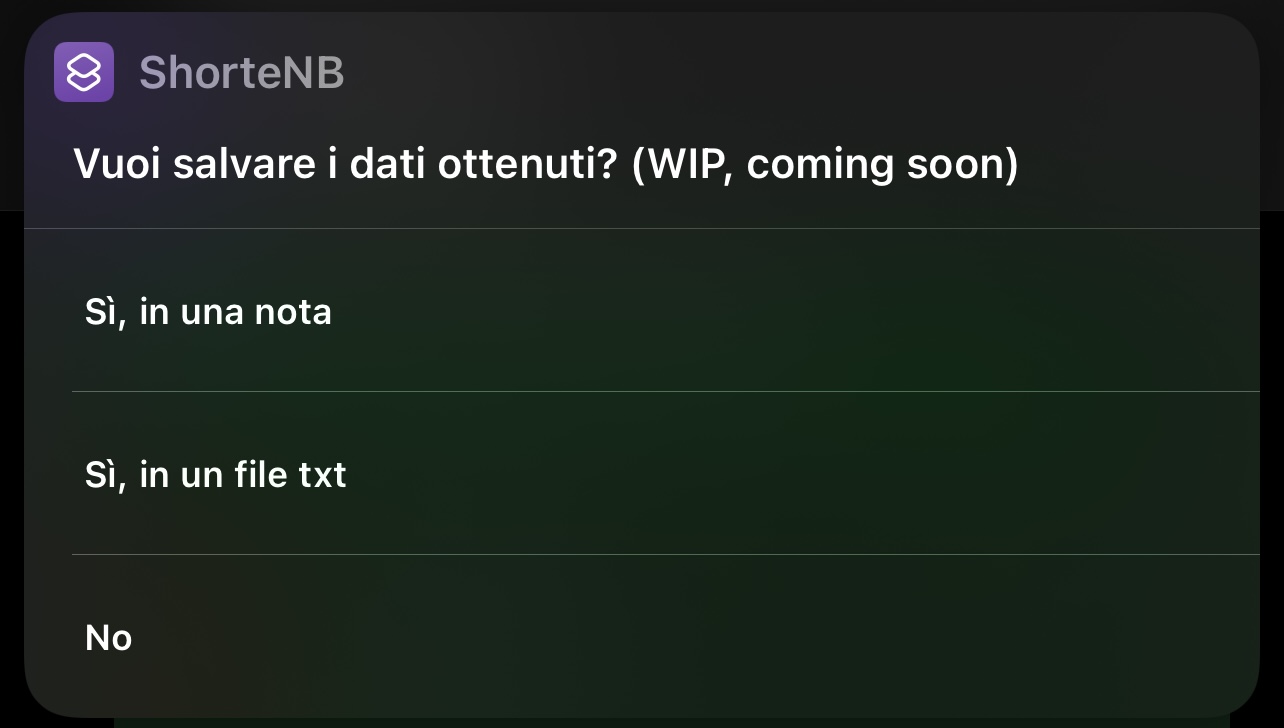 ShorteNB
Vuoi salvare i dati ottenuti? (WIP, coming soon)
Sì, in una nota
Sì, in un file txt
No